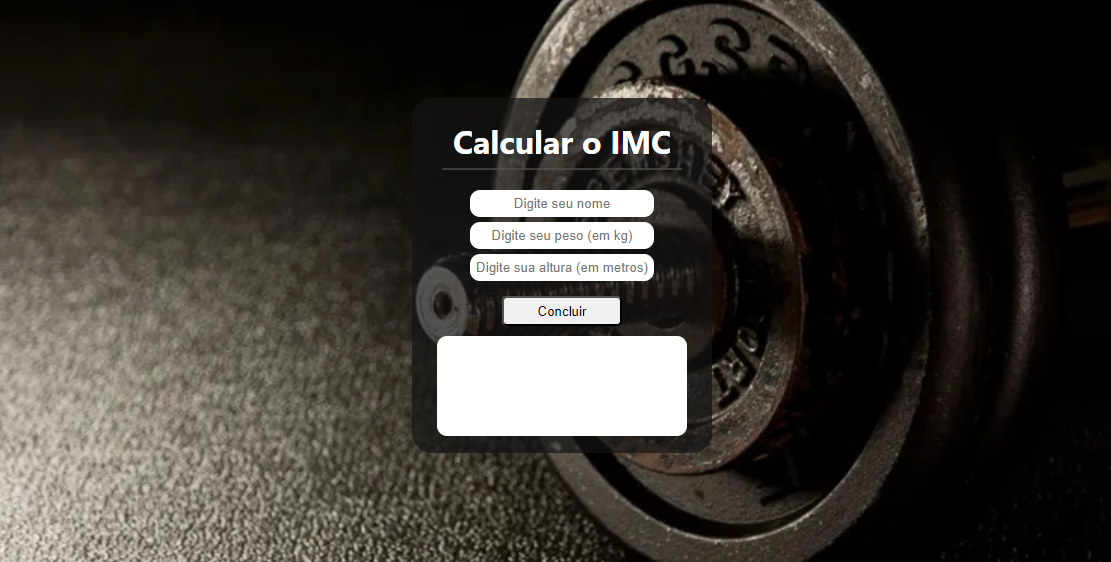 Calcular o IMC
Digite seu nome
Digite seu peso (em kg)
Digite sua altura (em metros)
Concluir